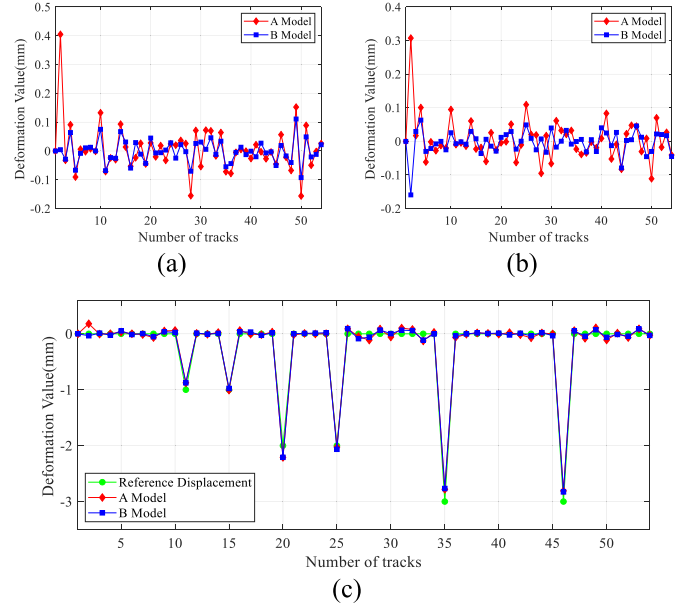 0.5
0.4
0.3
0.2
0.1
0
-0.1
-0.2
Deformation Value(mm)
A Model
B Model
10 20 30 40 50
Number of tracks
(a)
0.4
0.3
0.2
0.1
0
-0.1
-0.2
Deformation Value(mm)
A Model
B Model
10 20 30 40 50
Number of tracks
(b)
0
-1
-2
-3
Deformation Value(mm)
Reference Displacement
A Model
B Model
5 10 15 20 25 30 35 40 45 50
Number of tracks
(c)